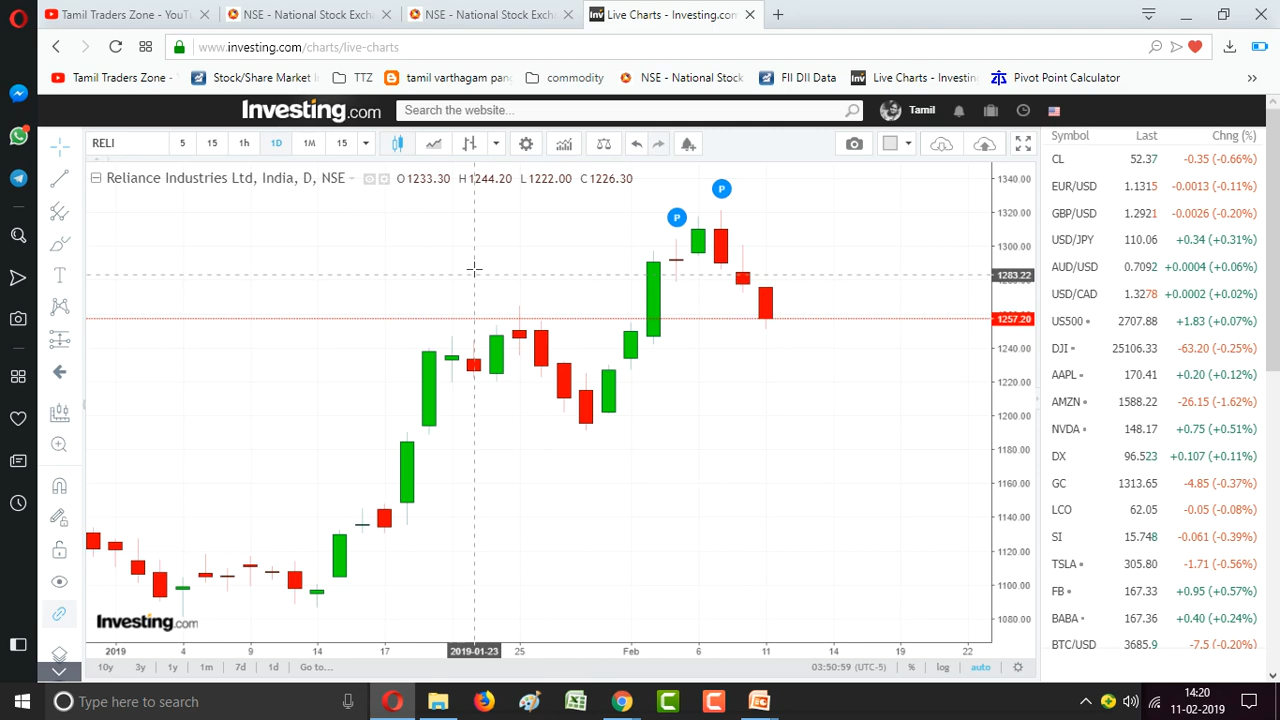 Tamil Traders Zone - YouT
NSE - National Stock Excha
NSE - National Stock Excha
Live Charts - Investing.com
www.investing.com/charts/live-charts
Tamil Traders Zone -
Stock/Share Market
TTZ
tamil varthagam pan
commodity
NSE - National Stock
FII DII Data
Live Charts - Investin
Pivot Point Calculator
Investing.com
Search the website...
Tamil
RELI 5 15 1h 1D 1M 15
Symbol Last Chng (%)
Reliance Industries Ltd, India, D, NSE O1233.30 H1244.20 L1222.00 C1226.30
P
P
1340.00
1320.00
1300.00
1283.22
1257.20
1240.00
1220.00
1200.00
1180.00
1160.00
1140.00
1120.00
1100.00
1080.00
CL 52.37 -0.35 (-0.66%)
EUR/USD 1.1315 -0.0013 (-0.11%)
GBP/USD 1.2921 -0.0026 (-0.20%)
USD/JPY 110.06 +0.34 (+0.31%)
AUD/USD 0.7092 +0.0004 (+0.06%)
USD/CAD 1.3278 +0.0002 (+0.02%)
US500 2707.88 +1.83 (+0.07%)
DJI 25106.33 -63.20 (-0.25%)
AAPL 170.41 +0.20 (+0.12%)
AMZN 1588.22 -26.15 (-1.62%)
NVDA 148.17 +0.75 (+0.51%)
DX 96.523 +0.107 (+0.11%)
GC 1313.65 -4.85 (-0.37%)
LCO 62.05 -0.05 (-0.08%)
SI 15.748 -0.061 (-0.39%)
TSLA 305.80 -1.71 (-0.56%)
FB 167.33 +0.95 (+0.57%)
BABA 167.36 +0.40 (+0.24%)
BTC/USD 3685.9 -7.5 (-0.20%)
Investing.com
2019 4 9 14 17 2019-01-23 25 Feb 6 11 14 19 22
10y 3y 1y 1m 7d 1d Go to... 03:50:59 (UTC-5) % log auto
Type here to search
14:20
11-02-2019